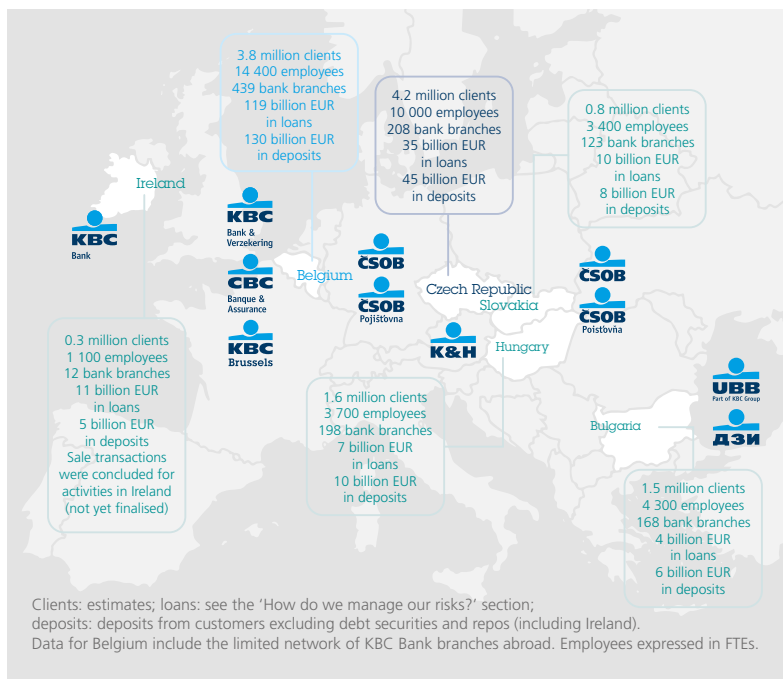 3.8 million clients
14 400 employees
439 bank branches
119 billion EUR
in loans
130 billion EUR
in deposits
4.2 million clients
10 000 employees
208 bank branches
35 billion EUR
in loans
45 billion EUR
in deposits
0.8 million clients
3 400 employees
123 bank branches
10 billion EUR
in loans
8 billion EUR
in deposits
Ireland
KBC
Bank
KBC
Bank &
Verzekering
CBC
Banque &
Assurance
KBC
Brussels
Belgium
ČSOB
ČSOB
Pojišťovna
Czech Republic
Slovakia
ČSOB
ČSOB
Poisťovňa
K&H
Hungary
UBB
Part of KBC Group
ДЗИ
Bulgaria
0.3 million clients
1 100 employees
12 bank branches
11 billion EUR
in loans
5 billion EUR
in deposits
Sale transactions
were concluded for
activities in Ireland
(not yet finalised)
1.6 million clients
3 700 employees
198 bank branches
7 billion EUR
in loans
10 billion EUR
in deposits
1.5 million clients
4 300 employees
168 bank branches
4 billion EUR
in loans
6 billion EUR
in deposits
Clients: estimates; loans: see the ‘How do we manage our risks?’ section;
deposits: deposits from customers excluding debt securities and repos (including Ireland).
Data for Belgium include the limited network of KBC Bank branches abroad. Employees expressed in FTEs.